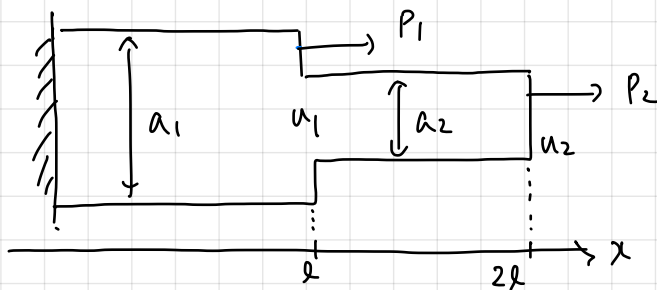 P₁
a₁
u₁
a₂
P₂
u₂
l
2l
x